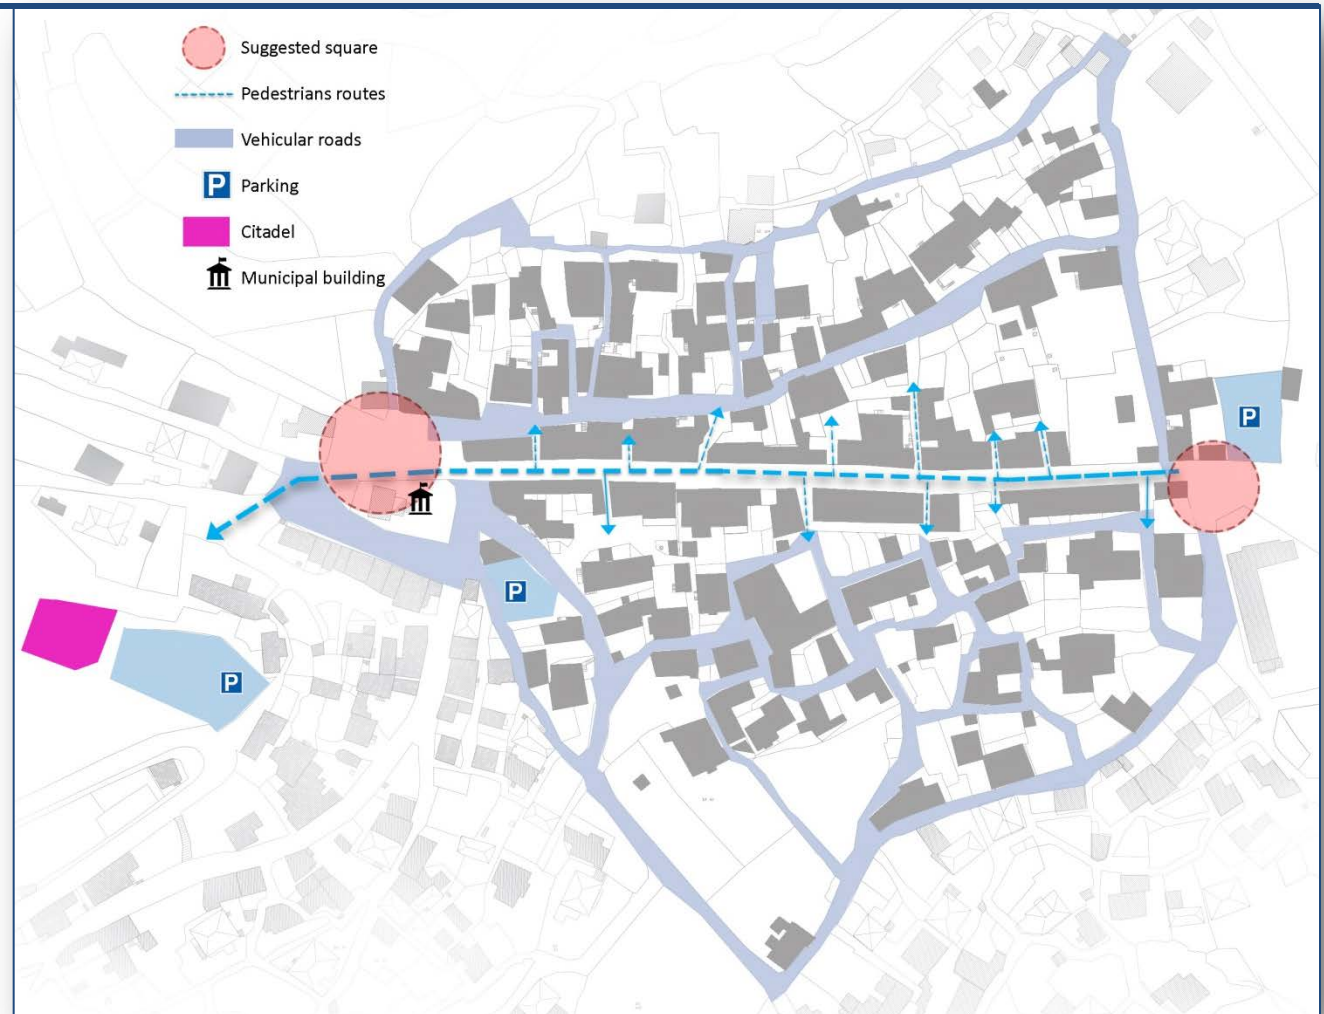 Suggested square
Pedestrians routes
Vehicular roads
P Parking
Citadel
Municipal building
P
P
P